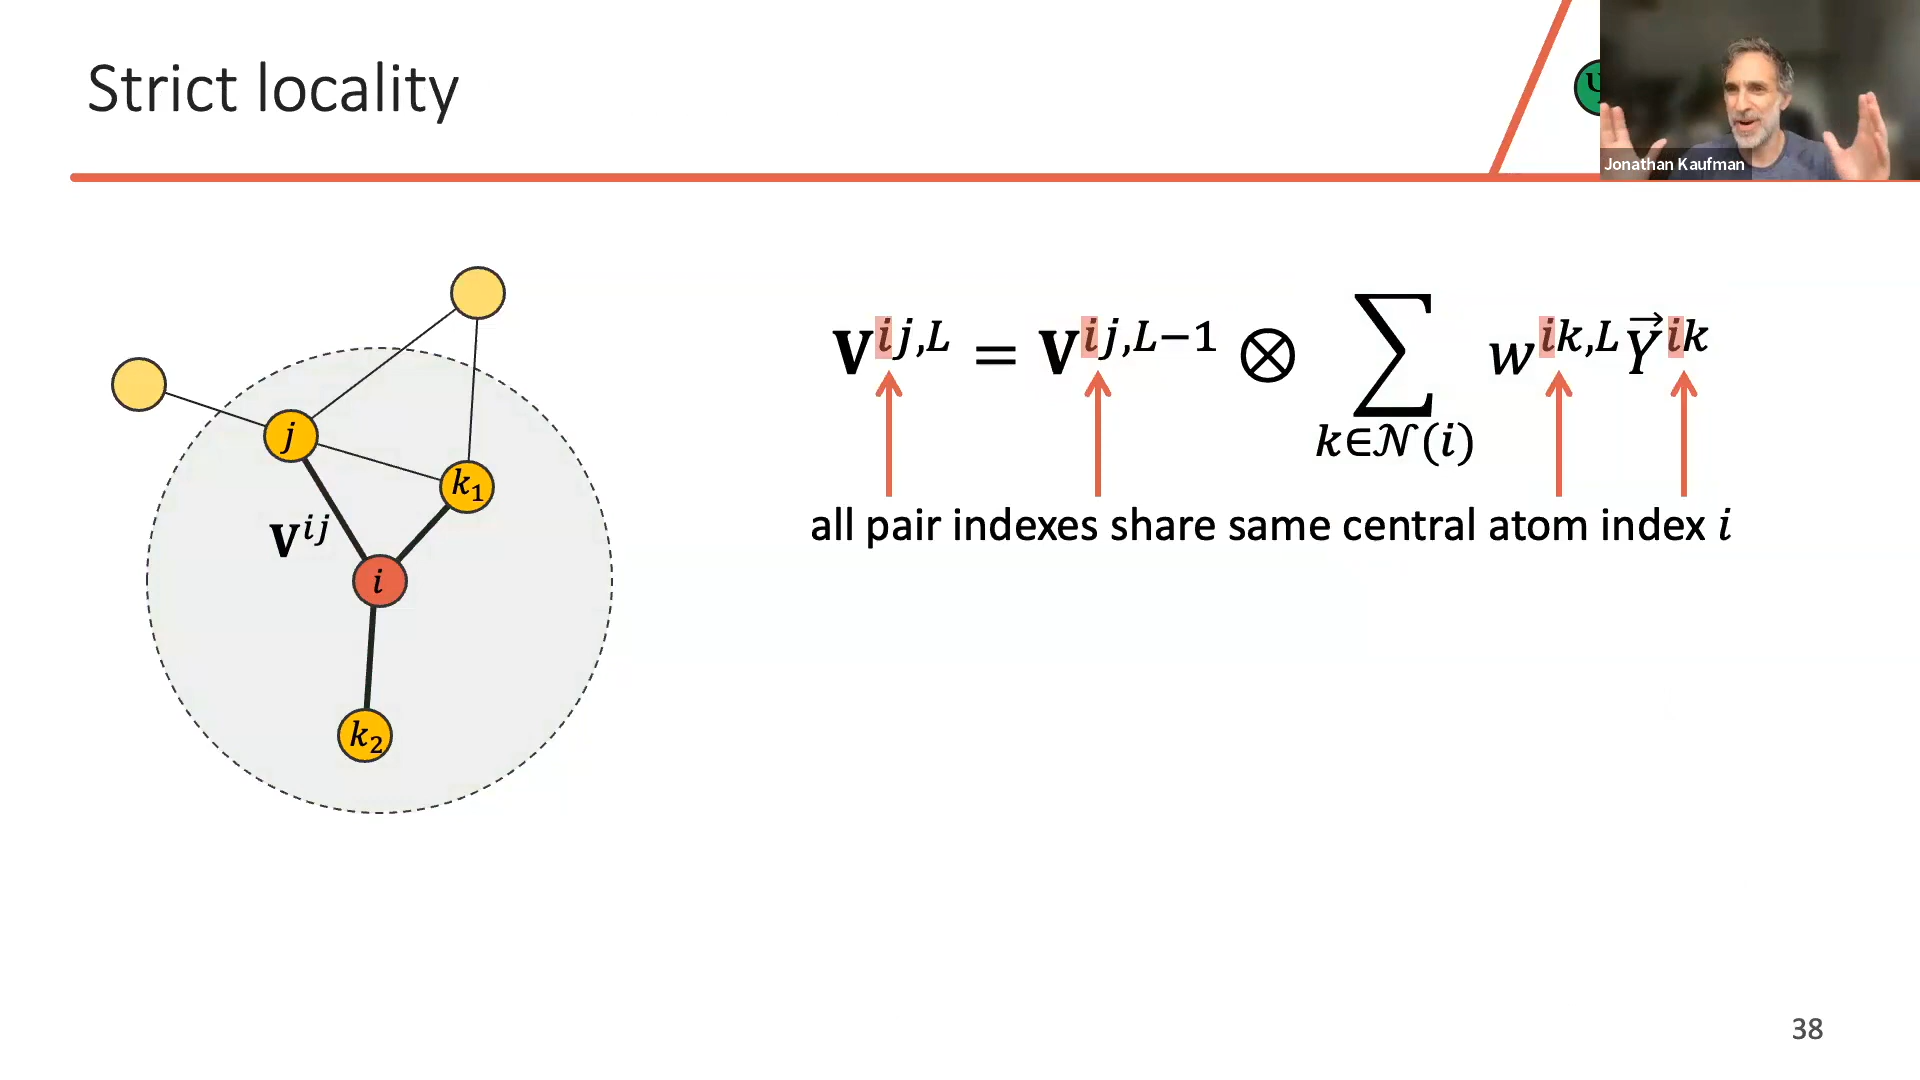 Strict locality
Ψ
Jonathan Kaufman
𝐕^{ij,L} = 𝐕^{ij,L−1} ⊗ ∑_{k∈𝒩(i)} w^{ik,L} Y⃗^{ik}
all pair indexes share same central atom index i
j
k₁
𝐕^{ij}
i
k₂
38